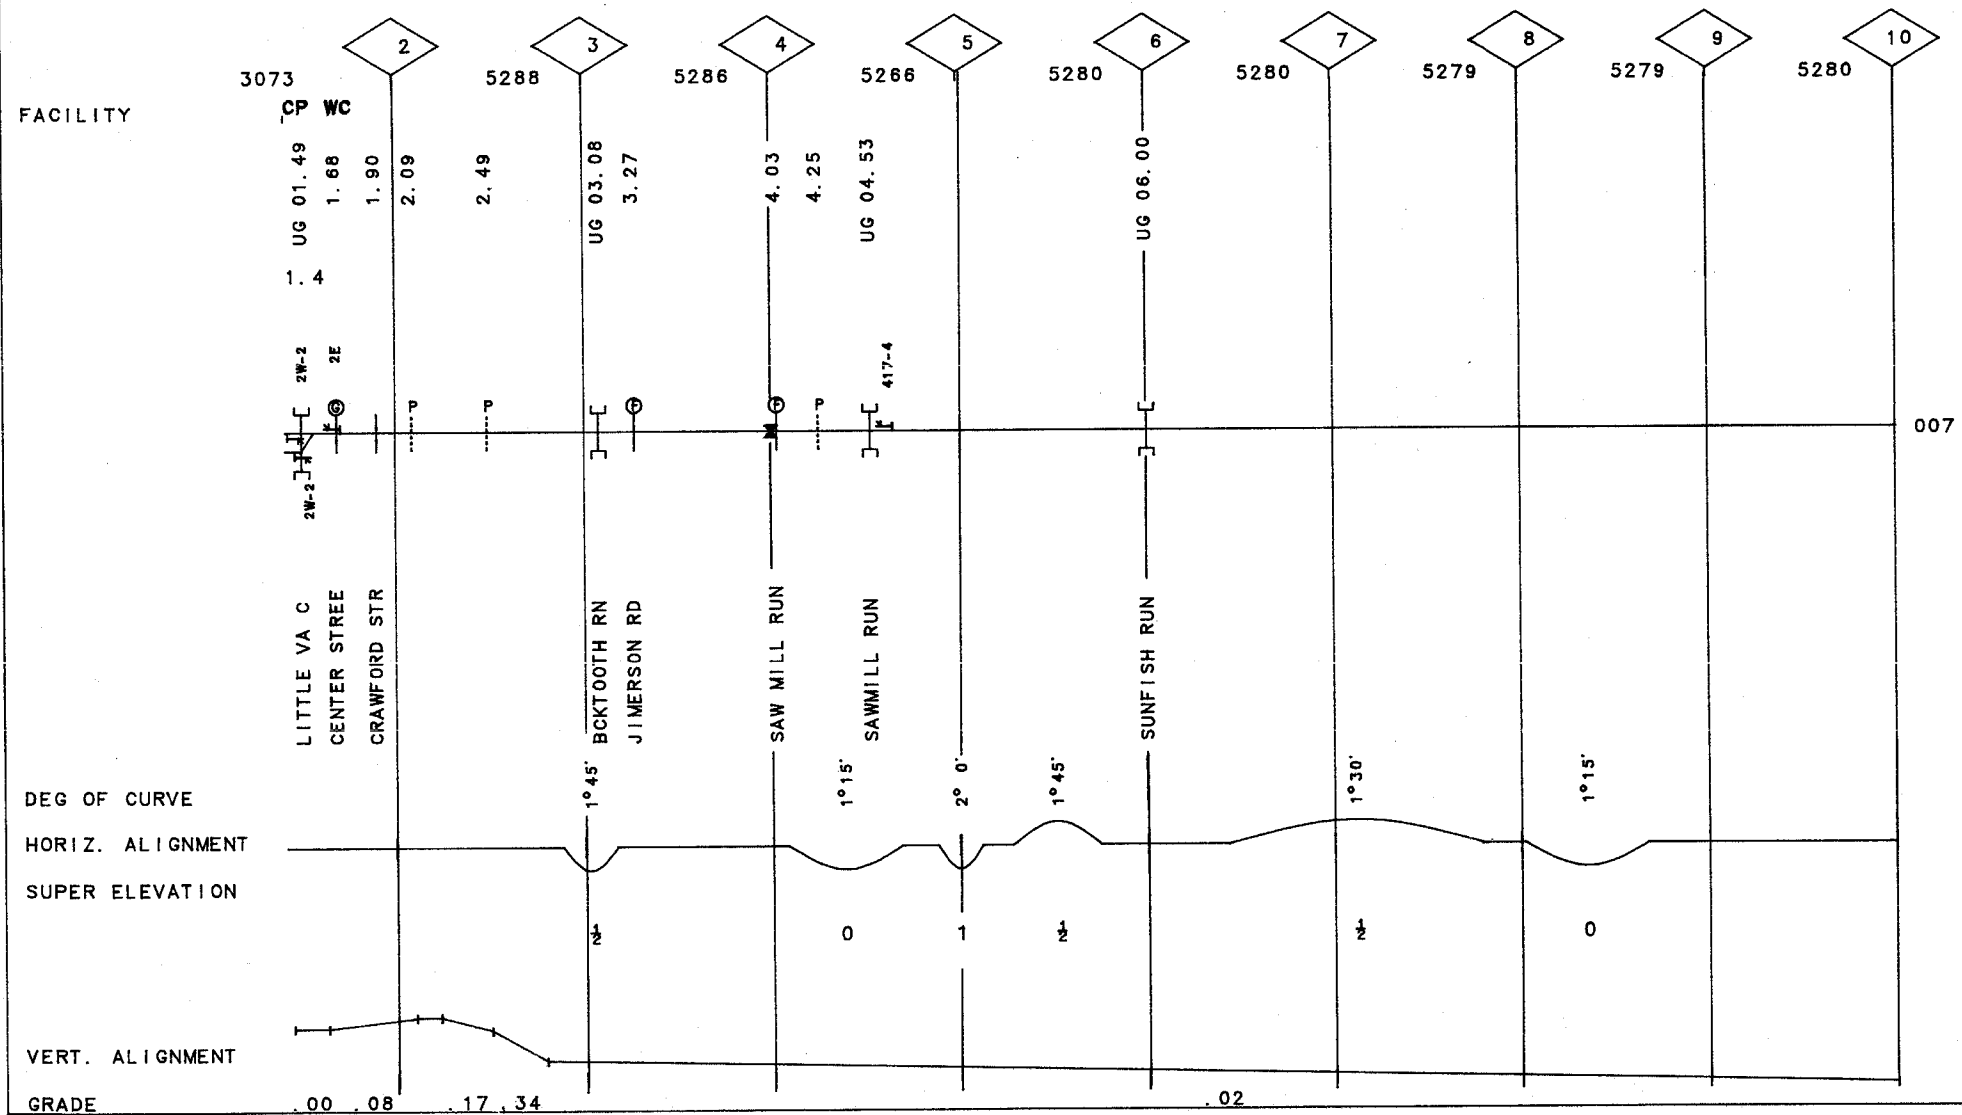 2 3 4 5 6 7 8 9 10
3073 5288 5286 5266 5280 5280 5279 5279 5280
FACILITY
CP WC
UG 01.49
1.68
1.90
2.09
2.49
UG 03.08
3.27
4.03
4.25
UG 04.53
UG 06.00
1.4
2W-2
2E
417-4
P P P
007
2W-2
LITTLE VA C
CENTER STREE
CRAWFORD STR
BCKTOOTH RN
JIMERSON RD
SAW MILL RUN
SAWMILL RUN
SUNFISH RUN
DEG OF CURVE
1°45' 1°15' 2° 0' 1°45' 1°30' 1°15'
HORIZ. ALIGNMENT
SUPER ELEVATION
½ 0 1 ½ ½ 0
VERT. ALIGNMENT
GRADE .00 .08 .17 .34 .02